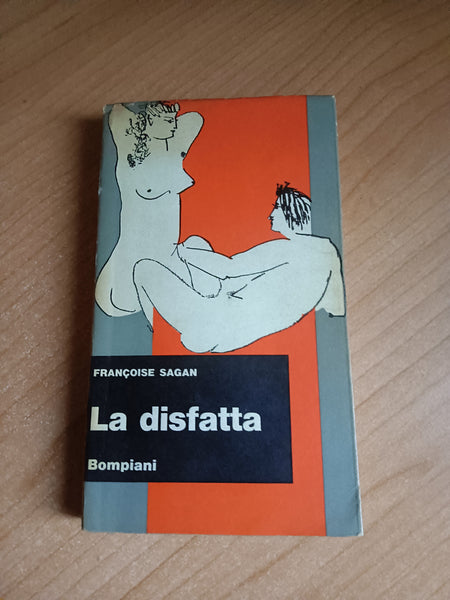 FRANÇOISE SAGAN
La disfatta
Bompiani